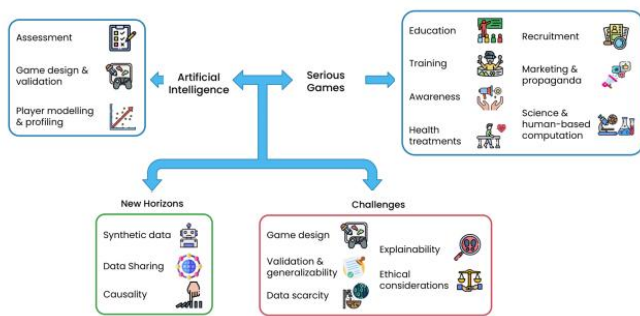 Assessment
Game design &
validation
Player modelling
& profiling
Artificial
Intelligence
Serious
Games
Education
Training
Awareness
Health
treatments
Recruitment
Marketing &
propaganda
Science &
human-based
computation
New Horizons
Synthetic data
Data Sharing
Causality
Challenges
Game design
Validation &
generalizability
Data scarcity
Explainability
Ethical
considerations